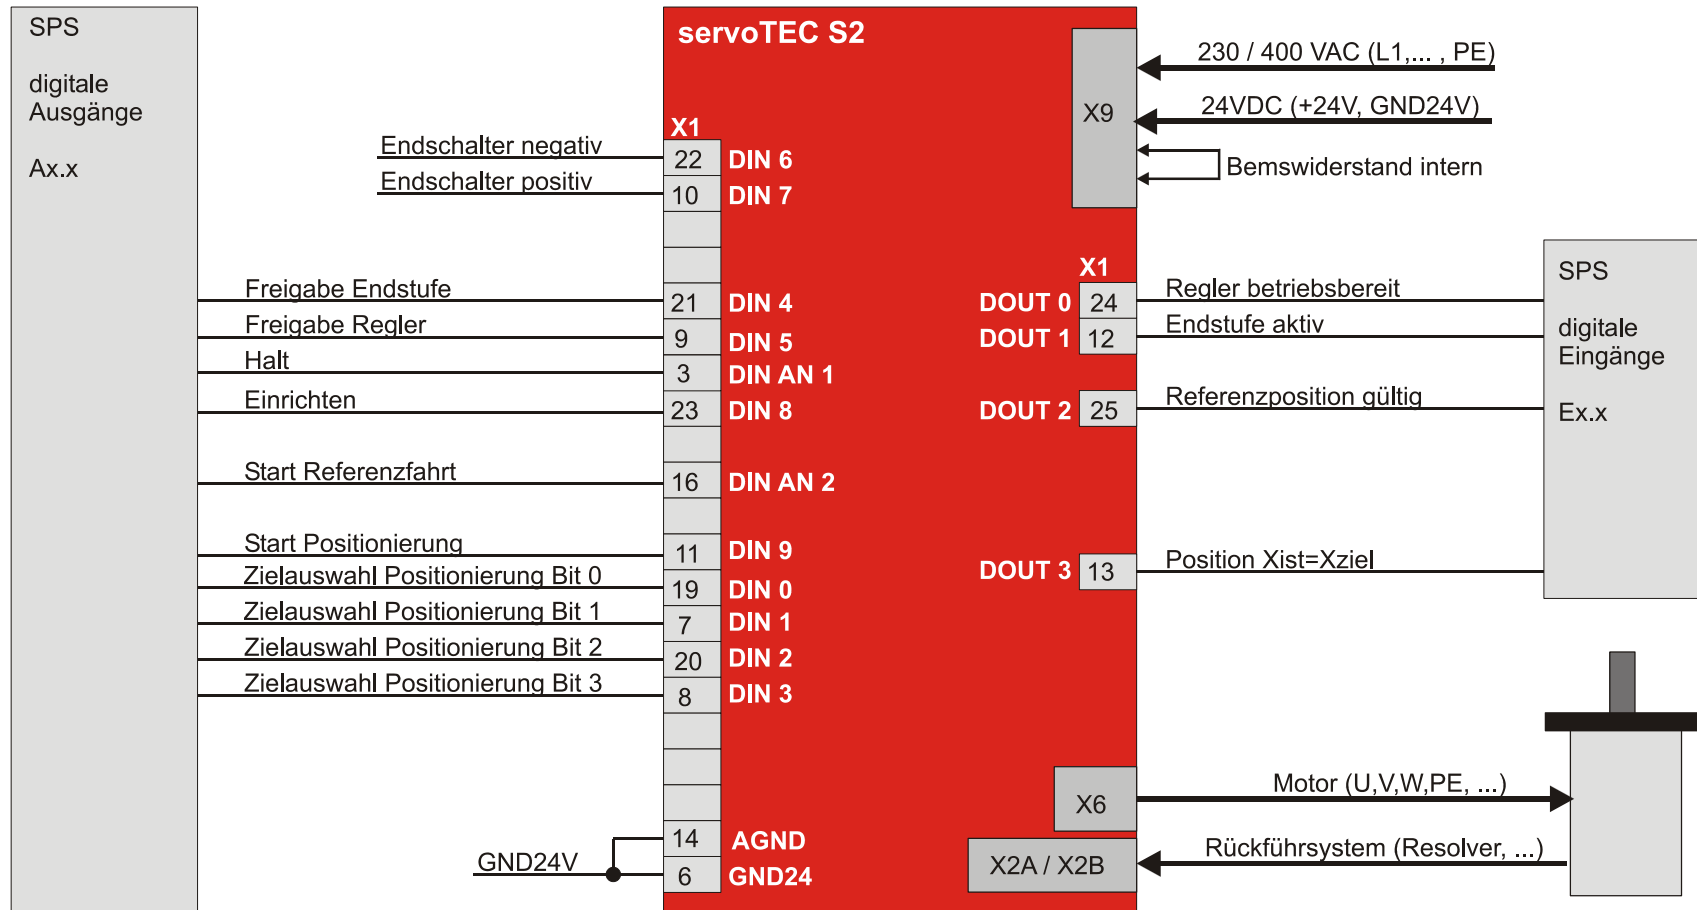 SPS
digitale
Ausgänge
Ax.x
servoTEC S2
X1
Endschalter negativ
22 DIN 6
Endschalter positiv
10 DIN 7
Freigabe Endstufe
21 DIN 4
Freigabe Regler
9 DIN 5
Halt
3 DIN AN 1
Einrichten
23 DIN 8
Start Referenzfahrt
16 DIN AN 2
Start Positionierung
11 DIN 9
Zielauswahl Positionierung Bit 0
19 DIN 0
Zielauswahl Positionierung Bit 1
7 DIN 1
Zielauswahl Positionierung Bit 2
20 DIN 2
Zielauswahl Positionierung Bit 3
8 DIN 3
14 AGND
GND24V
6 GND24
X9
230 / 400 VAC (L1,... , PE)
24VDC (+24V, GND24V)
Bemswiderstand intern
X1
DOUT 0 24
Regler betriebsbereit
DOUT 1 12
Endstufe aktiv
DOUT 2 25
Referenzposition gültig
DOUT 3 13
Position Xist=Xziel
SPS
digitale
Eingänge
Ex.x
X6
Motor (U,V,W,PE, ...)
X2A / X2B
Rückführsystem (Resolver, ...)